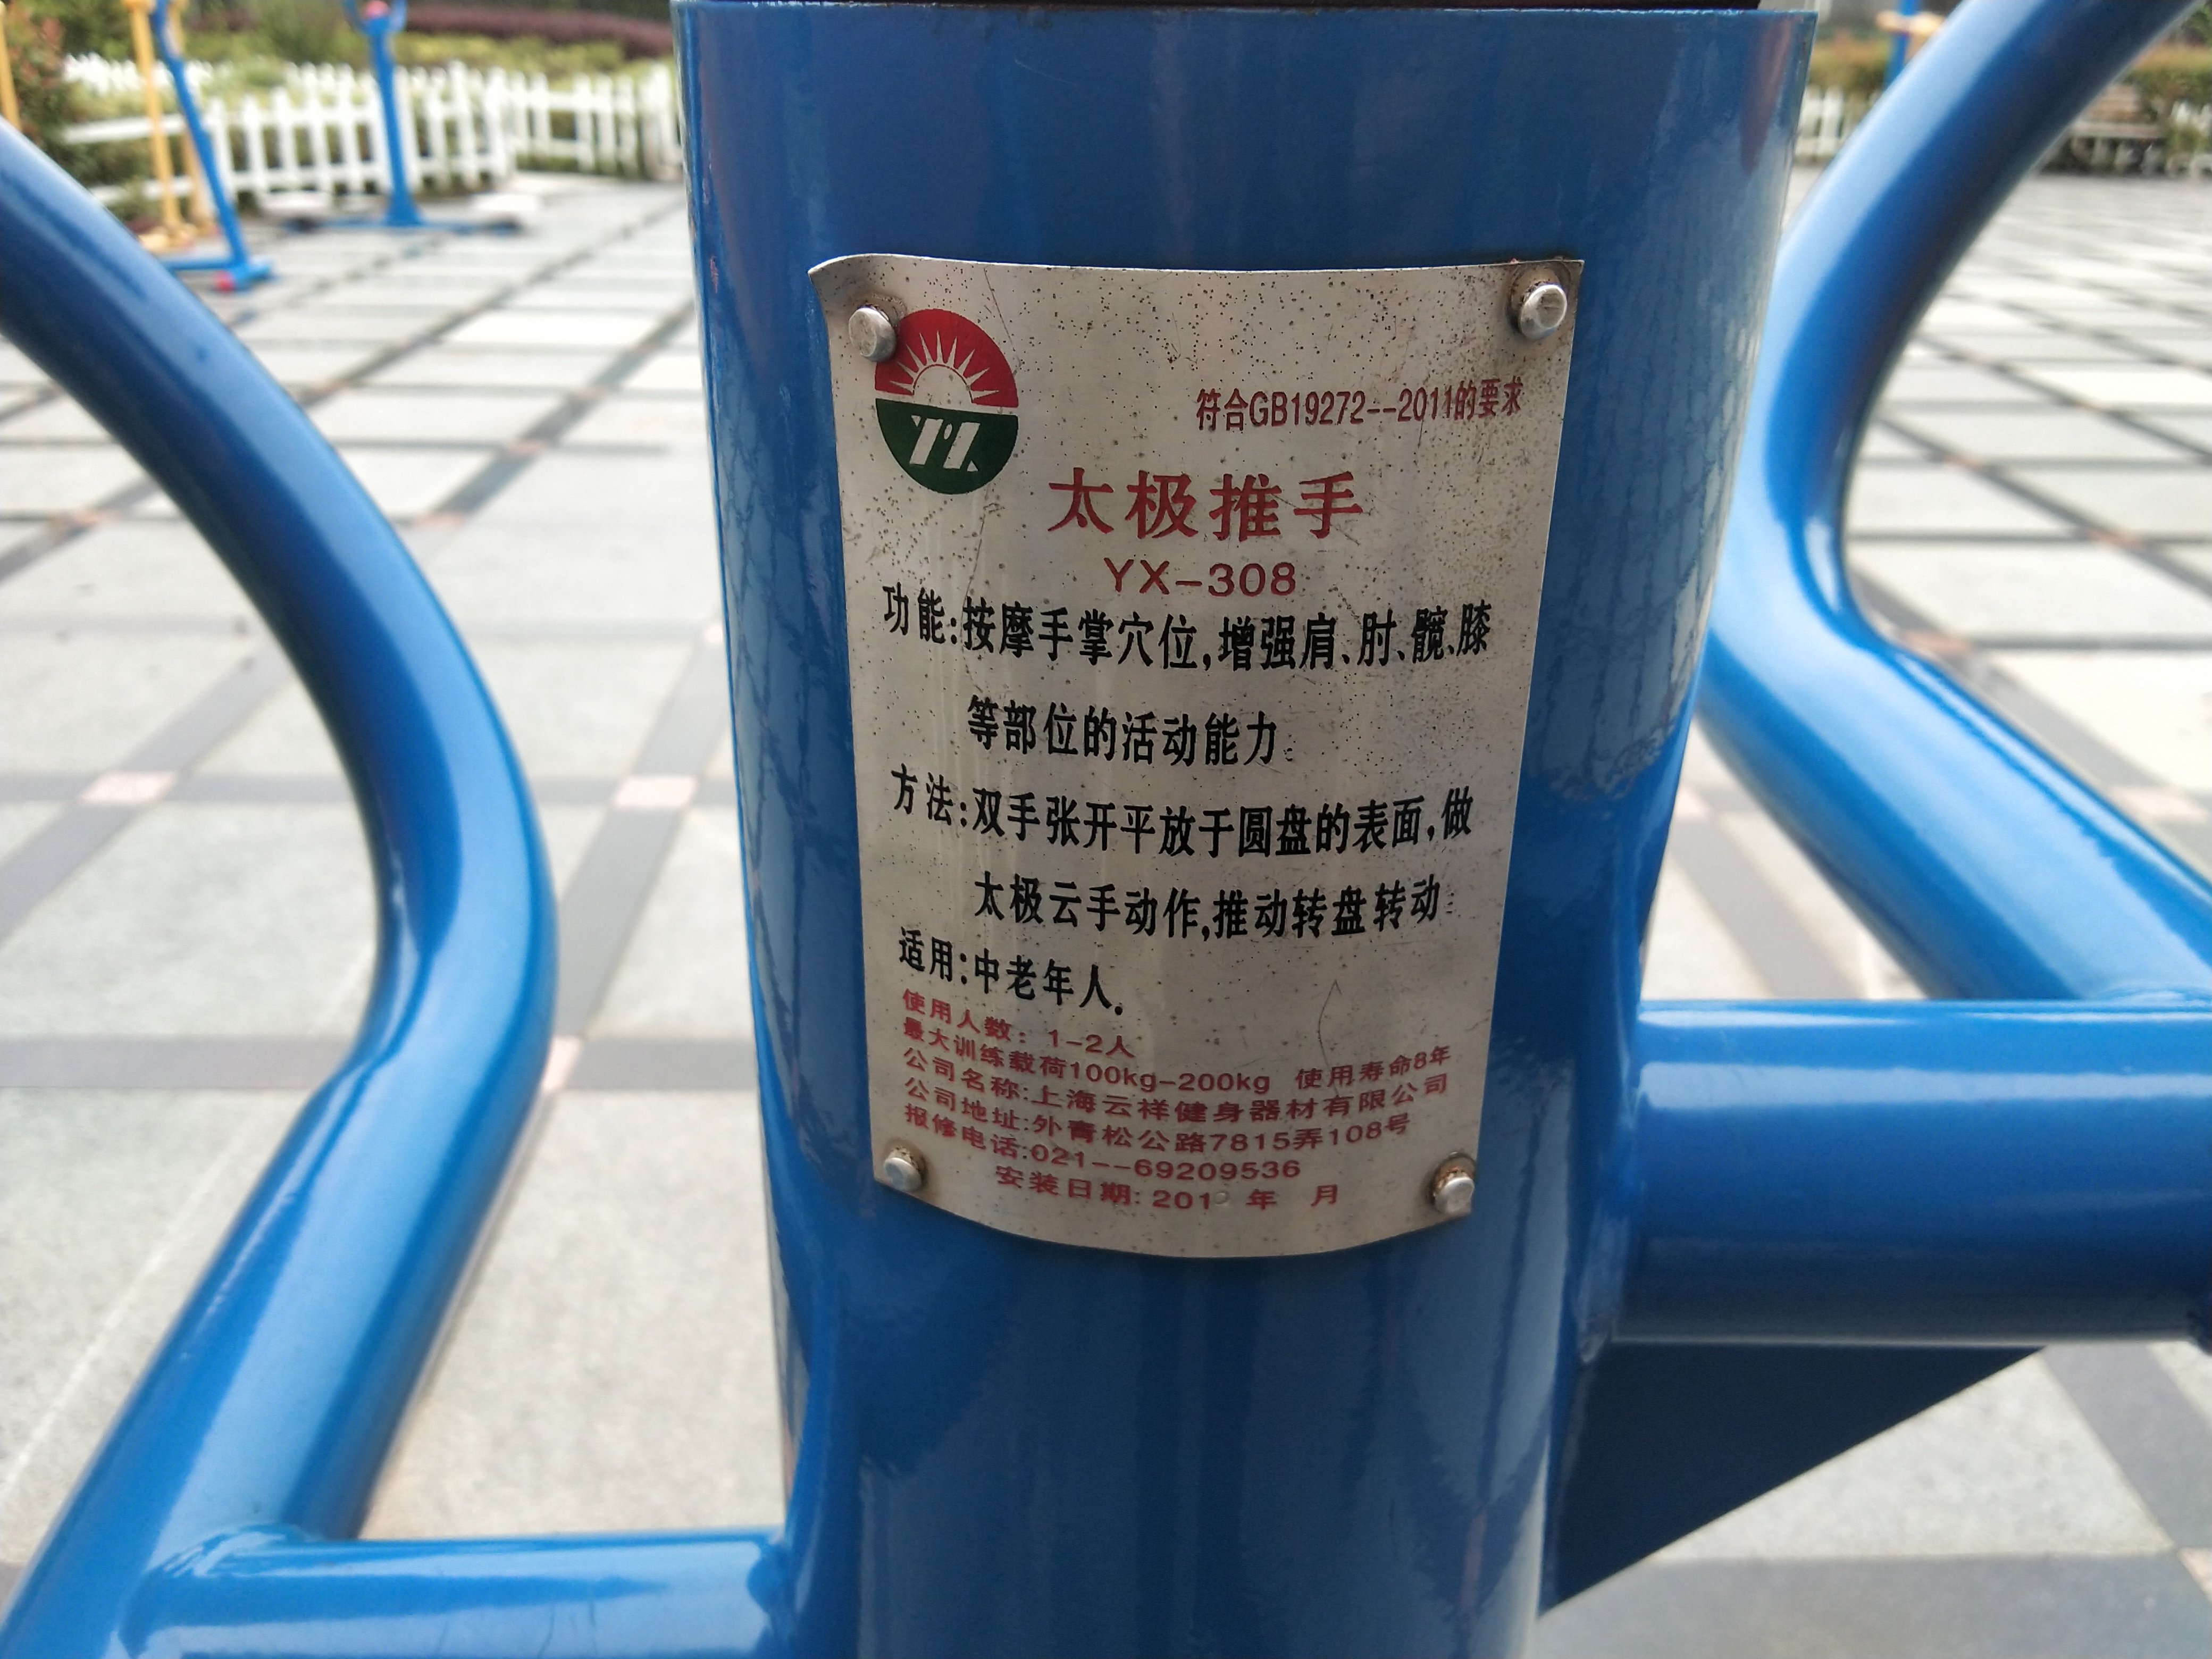 符合GB19272--2011的要求
太极推手
YX-308
功能:按摩手掌穴位,增强肩、肘、髋、膝
等部位的活动能力
方法:双手张开平放于圆盘的表面,做
太极云手动作,推动转盘转动
适用:中老年人.
使用人数: 1-2人
最大训练载荷100kg-200kg 使用寿命8年
公司名称:上海云祥健身器材有限公司
公司地址:外青松公路7815弄108号
报修电话:021--69209536
安装日期: 201 年 月